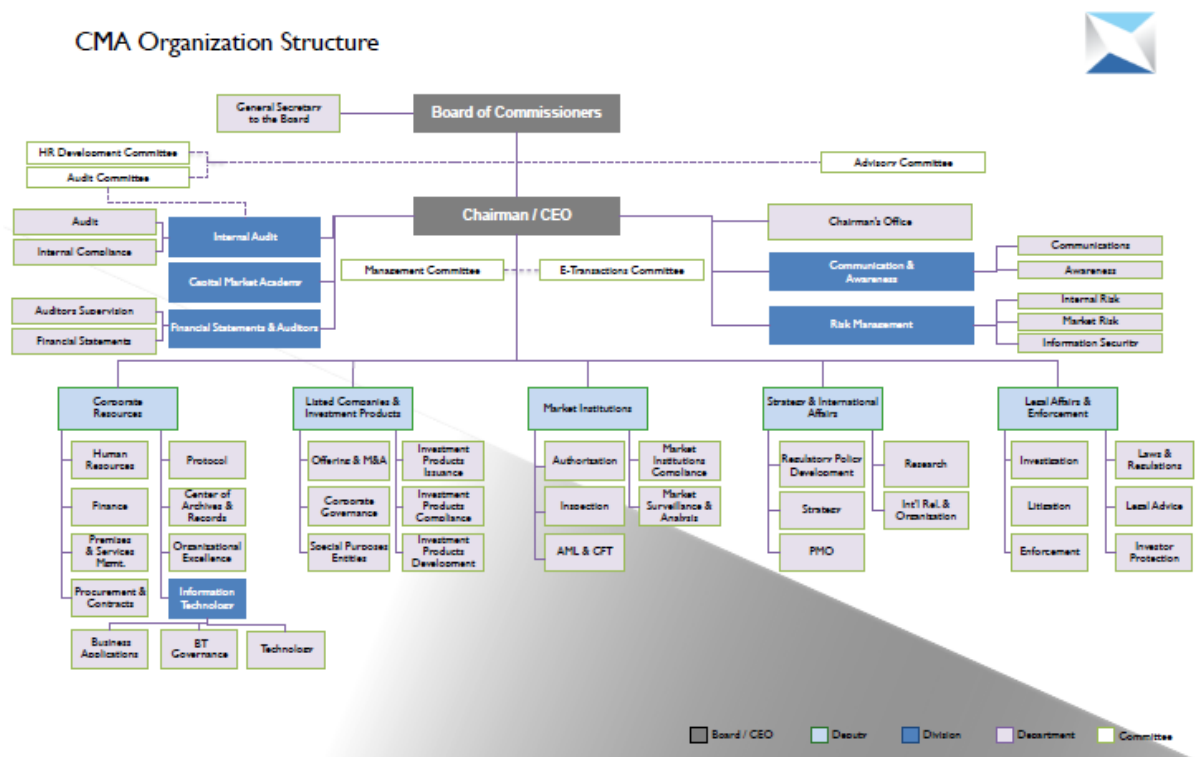 CMA Organization Structure
General Secretary
to the Board
Board of Commissioners
HR Development Committee
Audit Committee
Advisory Committee
Chairman / CEO
Chairman's Office
Audit
Internal Compliance
Internal Audit
Management Committee
E-Transactions Committee
Communication &
Awareness
Communications
Awareness
Capital Market Academy
Auditors Supervision
Financial Statements
Financial Statements & Auditors
Risk Management
Internal Risk
Market Risk
Information Security
Corporate
Resources
Listed Companies &
Investment Products
Market Institutions
Strategy & International
Affairs
Legal Affairs &
Enforcement
Human
Resources
Protocol
Finance
Center of
Archives &
Records
Premises
& Services
Mgmt.
Organizational
Excellence
Procurement &
Contracts
Information
Technology
Business
Applications
BT
Governance
Technology
Offering & M&A
Investment
Products
Issuance
Corporate
Governance
Investment
Products
Compliance
Special Purposes
Entities
Investment
Products
Development
Authorization
Market
Institutions
Compliance
Inspection
Market
Surveillance &
Analysis
AML & CFT
Regulatory Policy
Development
Research
Strategy
Int'l Rel. &
Organization
PMO
Investigation
Laws &
Regulations
Litigation
Legal Advice
Enforcement
Investor
Protection
Board / CEO
Deputy
Division
Department
Committee